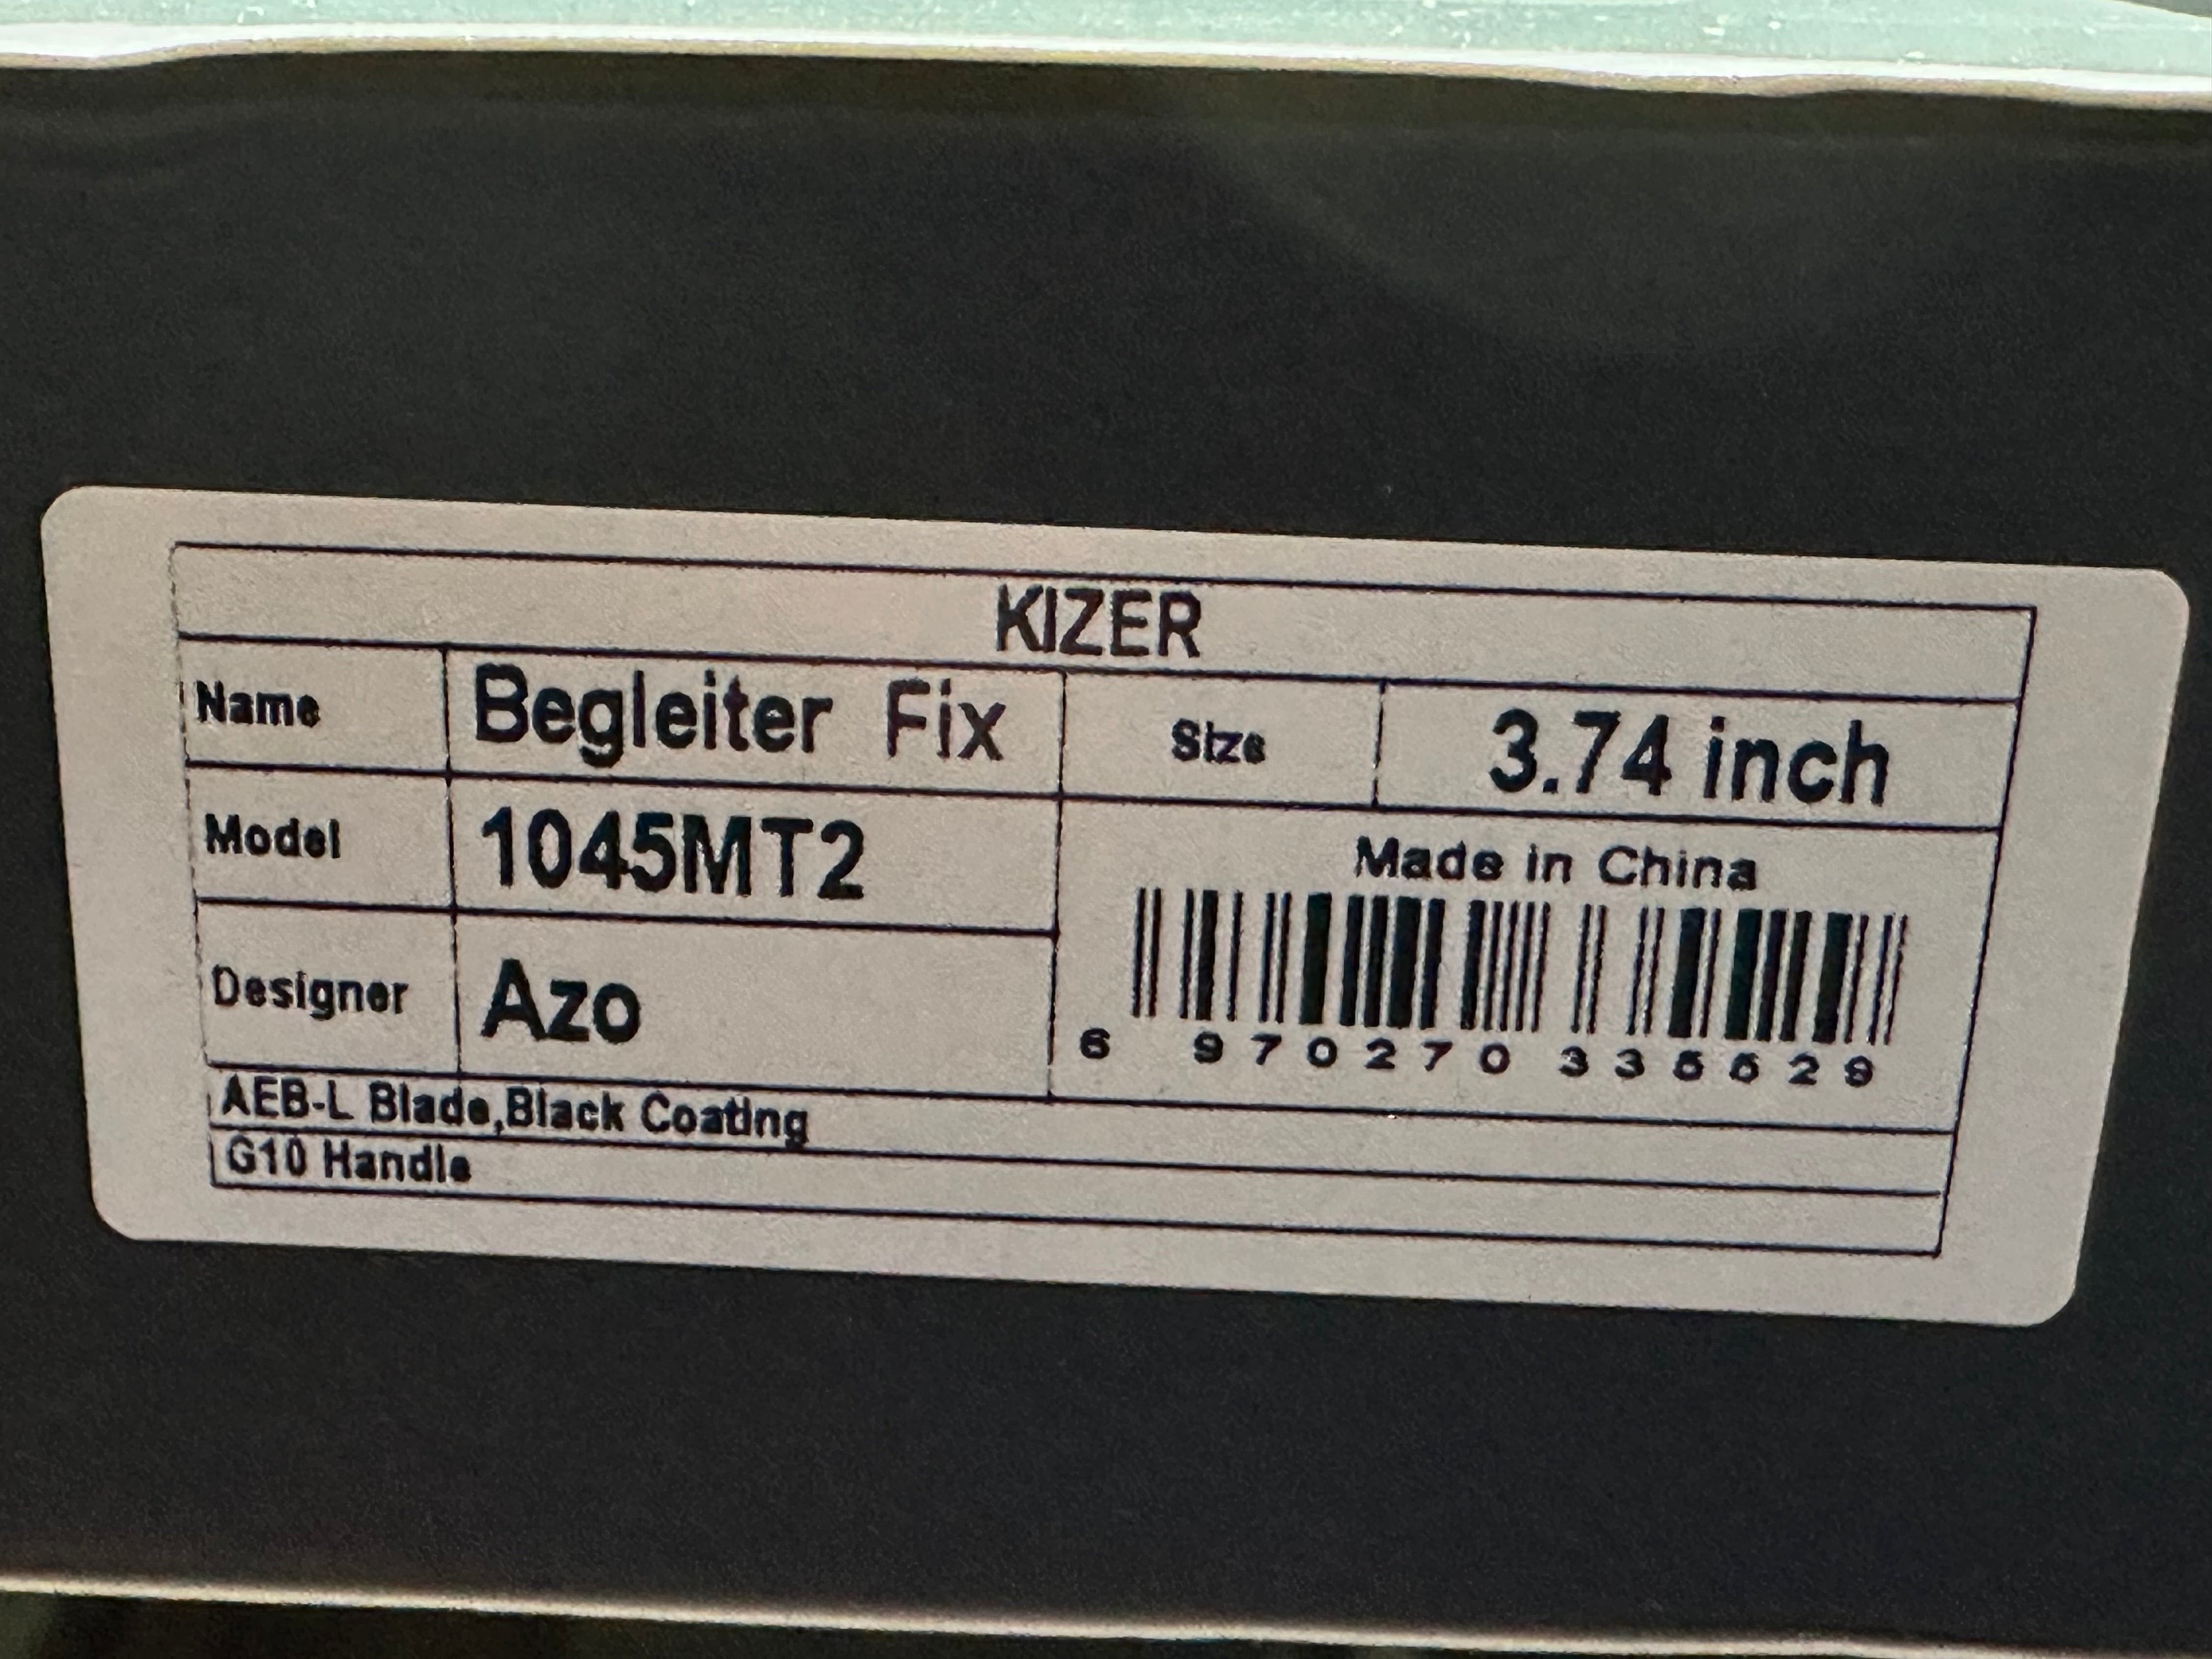 KIZER
Name Begleiter Fix Size 3.74 inch
Model 1045MT2
Made in China
Designer Azo
6 970270 335529
AEB-L Blade,Black Coating
G10 Handle